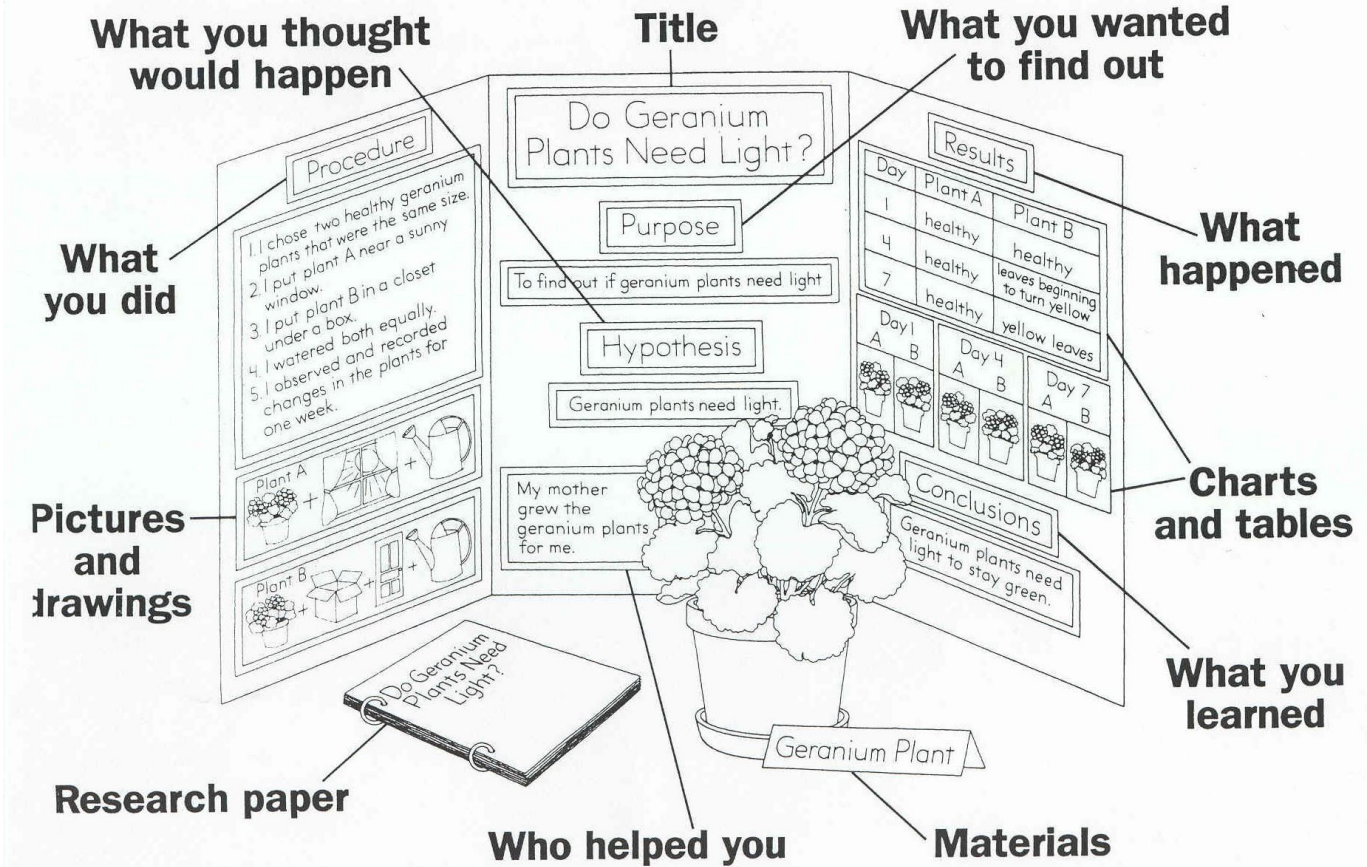 What you thought
would happen
Title
What you wanted
to find out
What
you did
Procedure
1. I chose two healthy geranium
plants that were the same size.
2. I put plant A near a sunny
window.
3. I put plant B in a closet
under a box.
4. I watered both equally.
5. I observed and recorded
changes in the plants for
one week.
Plant A
+
+
Plant B
+
+
+
Pictures
and
drawings
Do Geranium
Plants Need Light?
Purpose
To find out if geranium plants need light
Hypothesis
Geranium plants need light.
My mother
grew the
geranium plants
for me.
Results
Day Plant A Plant B
1 healthy healthy
4 healthy leaves beginning
to turn yellow
7 healthy yellow leaves
Day 1
A B
Day 4
A B
Day 7
A B
Conclusions
Geranium plants need
light to stay green.
What
happened
Charts
and tables
What you
learned
Do Geranium
Plants Need
Light?
Geranium Plant
Research paper
Who helped you
Materials